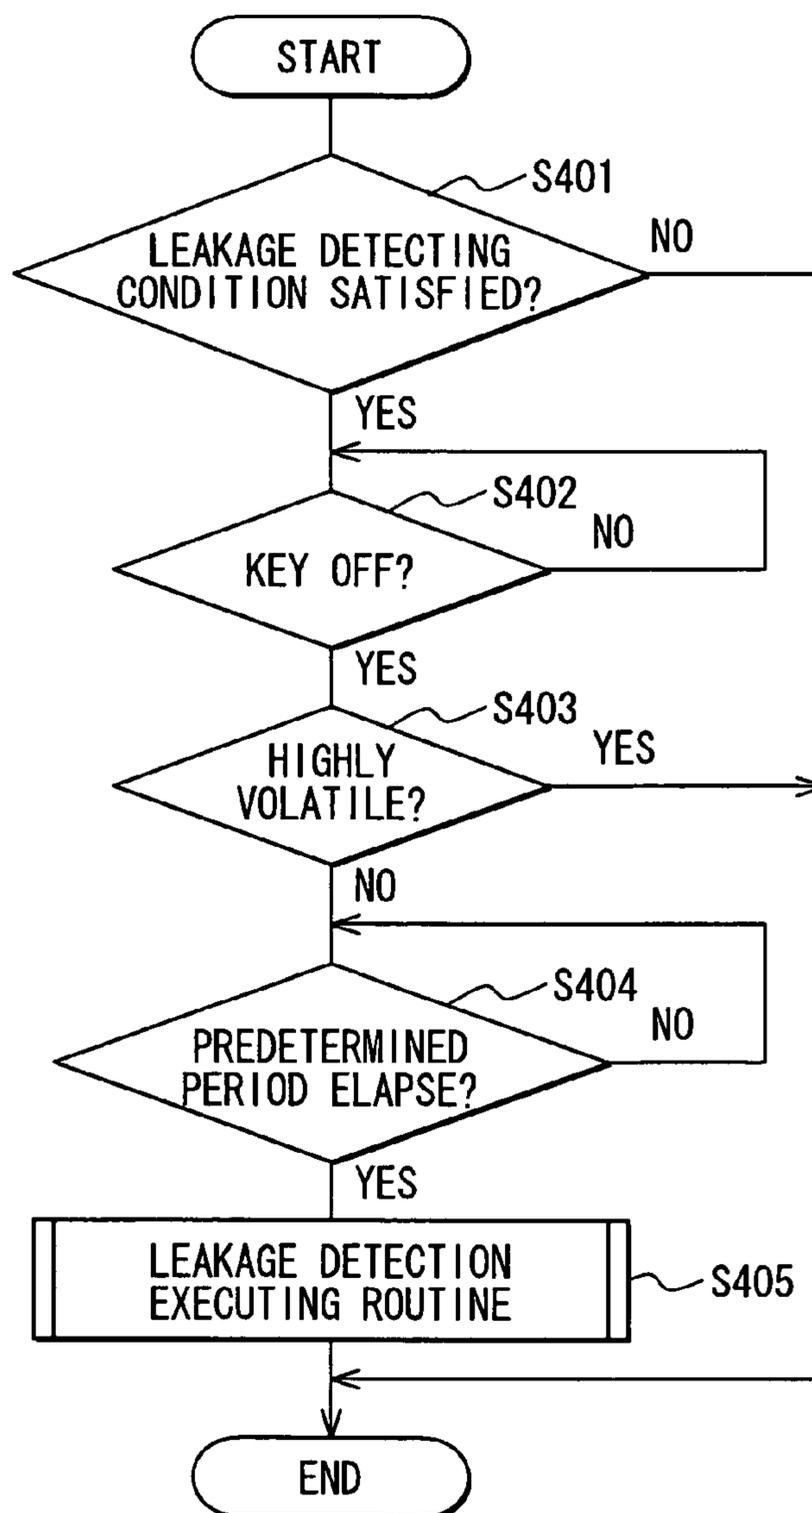 START
S401
LEAKAGE DETECTING
CONDITION SATISFIED?
NO
YES
S402
KEY OFF?
NO
YES
S403
HIGHLY
VOLATILE?
YES
NO
S404
PREDETERMINED
PERIOD ELAPSE?
NO
YES
LEAKAGE DETECTION
EXECUTING ROUTINE
S405
END